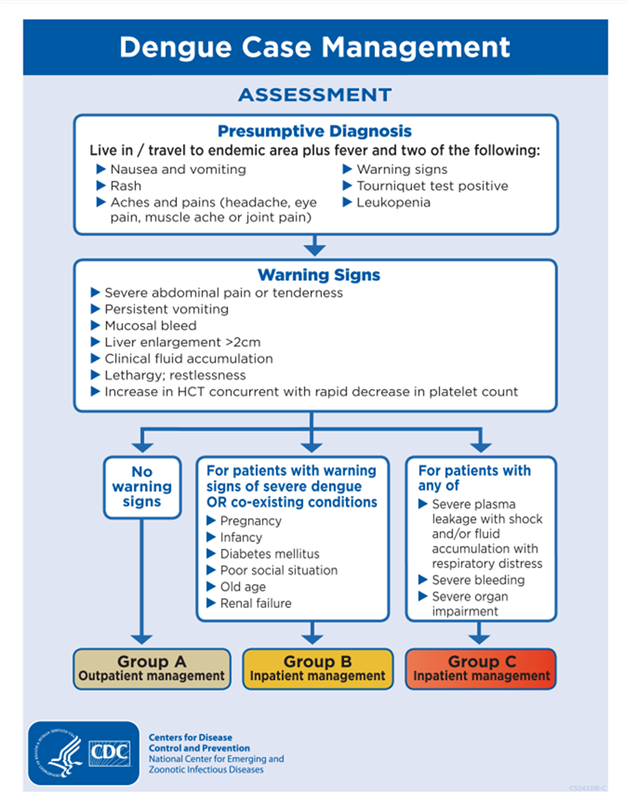 Dengue Case Management
ASSESSMENT
Presumptive Diagnosis
Live in / travel to endemic area plus fever and two of the following:
Nausea and vomiting
Rash
Aches and pains (headache, eye
pain, muscle ache or joint pain)
Warning signs
Tourniquet test positive
Leukopenia
Warning Signs
Severe abdominal pain or tenderness
Persistent vomiting
Mucosal bleed
Liver enlargement >2cm
Clinical fluid accumulation
Lethargy; restlessness
Increase in HCT concurrent with rapid decrease in platelet count
No
warning
signs
For patients with warning
signs of severe dengue
OR co-existing conditions
Pregnancy
Infancy
Diabetes mellitus
Poor social situation
Old age
Renal failure
For patients with
any of
Severe plasma
leakage with shock
and/or fluid
accumulation with
respiratory distress
Severe bleeding
Severe organ
impairment
Group A
Outpatient management
Group B
Inpatient management
Group C
Inpatient management
CDC
Centers for Disease
Control and Prevention
National Center for Emerging and
Zoonotic Infectious Diseases